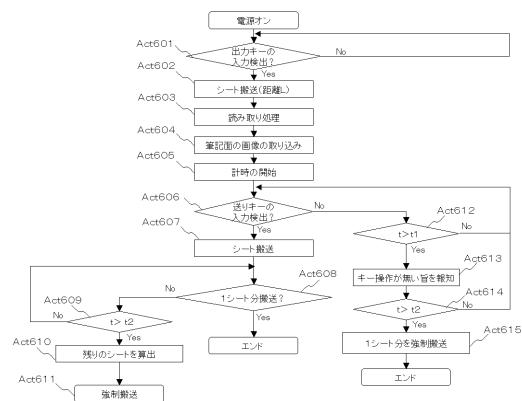 電源オン
Act601
出力キーの
入力検出?
No
Yes
Act602
シート搬送(距離L)
Act603
読み取り処理
Act604
筆記面の画像の取り込み
Act605
計時の開始
Act606
送りキーの
入力検出?
No
Yes
Act607
シート搬送
Act612
t>t1
No
Yes
Act613
キー操作が無い旨を報知
Act608
1シート分搬送?
No
Yes
Act614
t> t2
No
Yes
Act609
t> t2
No
Yes
エンド
Act615
1シート分を強制搬送
Act610
残りのシートを算出
エンド
Act611
強制搬送